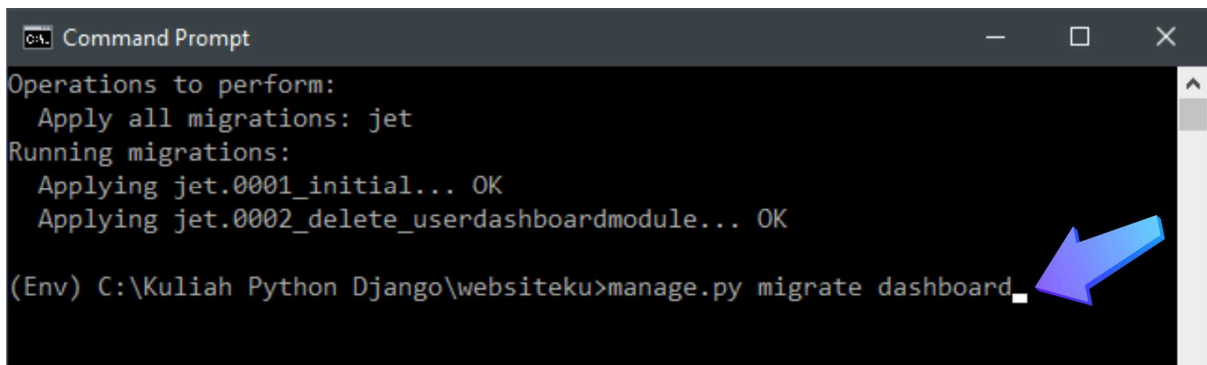 Command Prompt
Operations to perform:
  Apply all migrations: jet
Running migrations:
  Applying jet.0001_initial... OK
  Applying jet.0002_delete_userdashboardmodule... OK
(Env) C:\Kuliah Python Django\websiteku>manage.py migrate dashboard